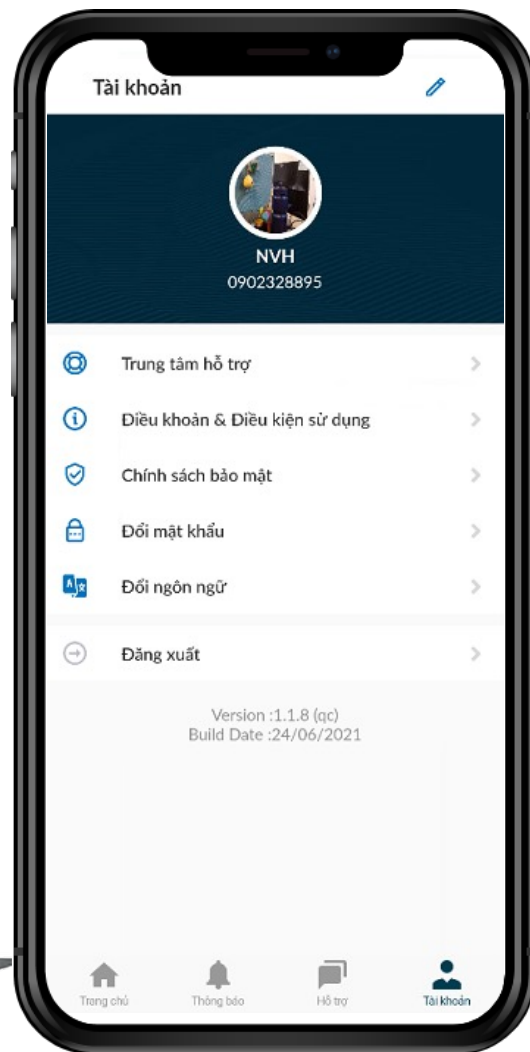 Tài khoản
NVH
0902328895
Trung tâm hỗ trợ
Điều khoản & Điều kiện sử dụng
Chính sách bảo mật
Đổi mật khẩu
Đổi ngôn ngữ
Đăng xuất
Version :1.1.8 (qc)
Build Date :24/06/2021
Trang chủ Thông báo Hỗ trợ Tài khoản